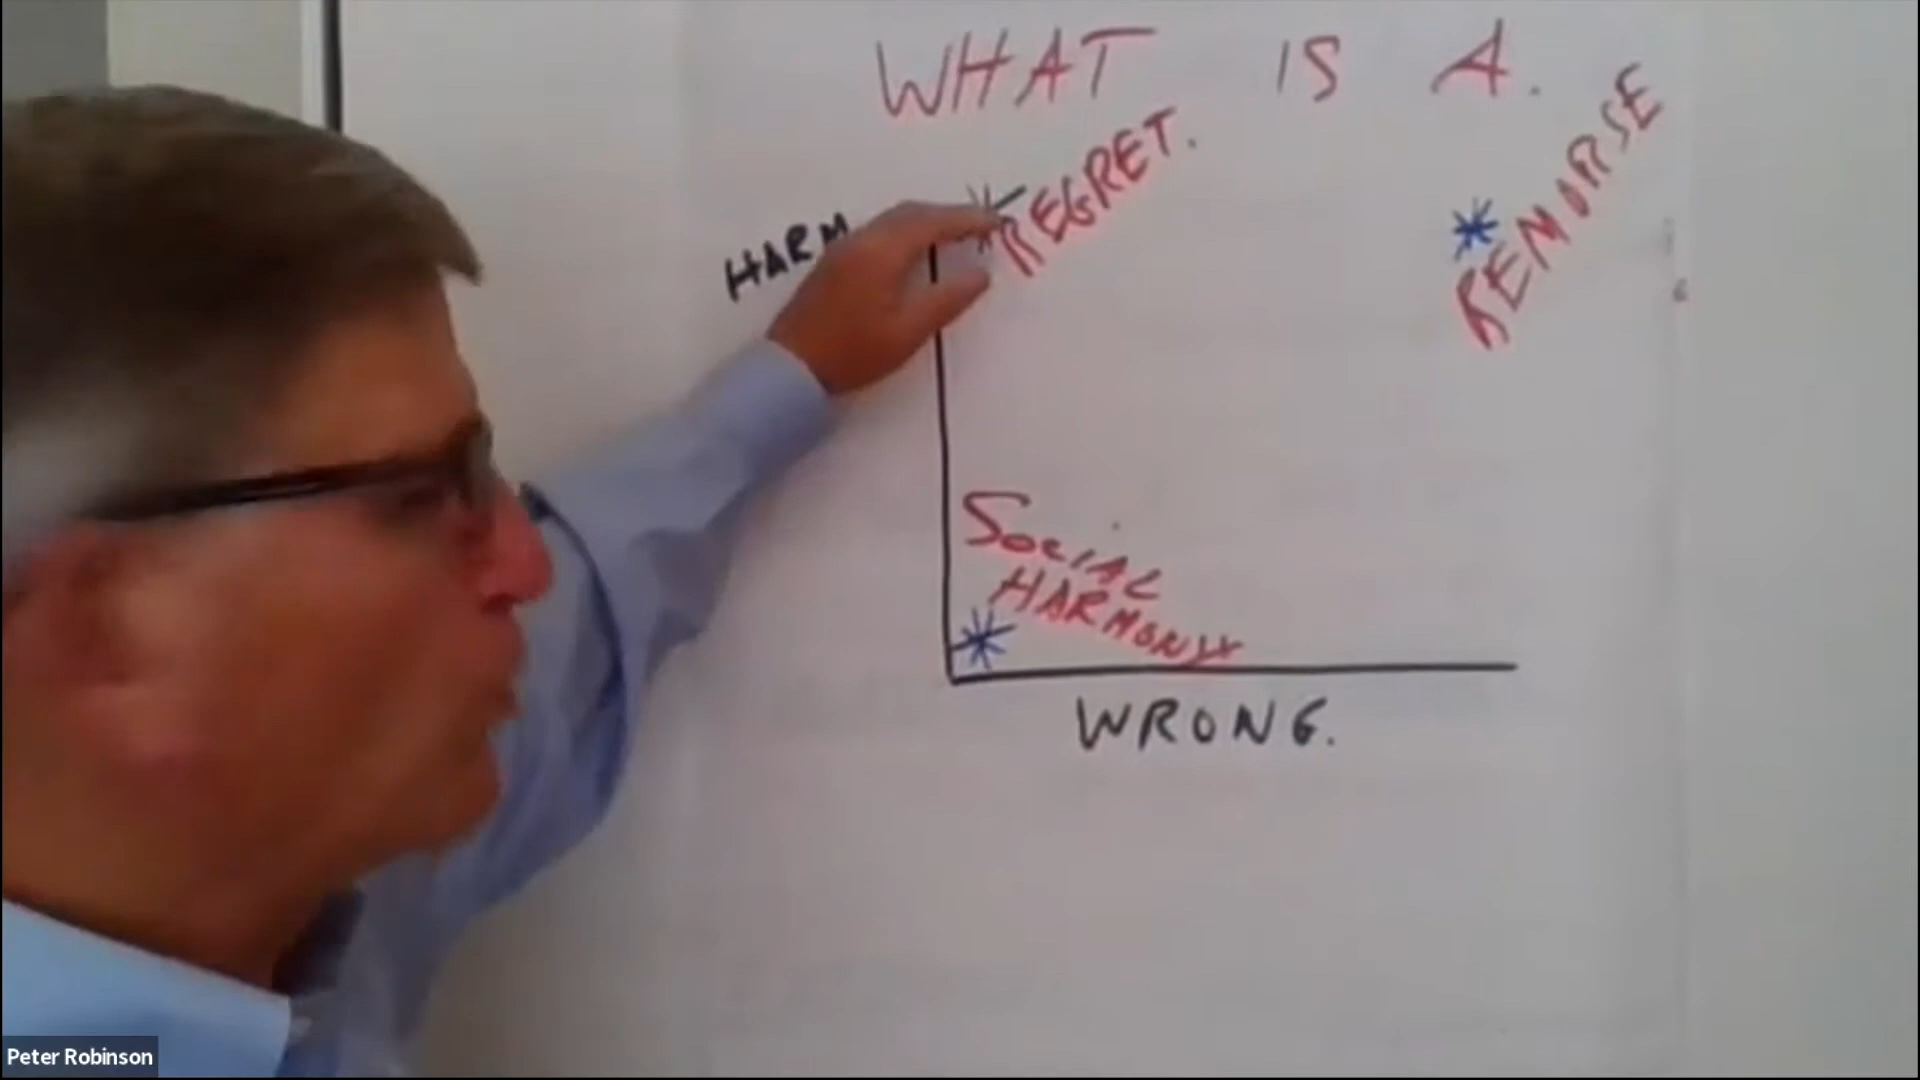 WHAT IS A.
REGRET.
REMORSE
HARM
SOCIAL
HARMONY
WRONG.
Peter Robinson